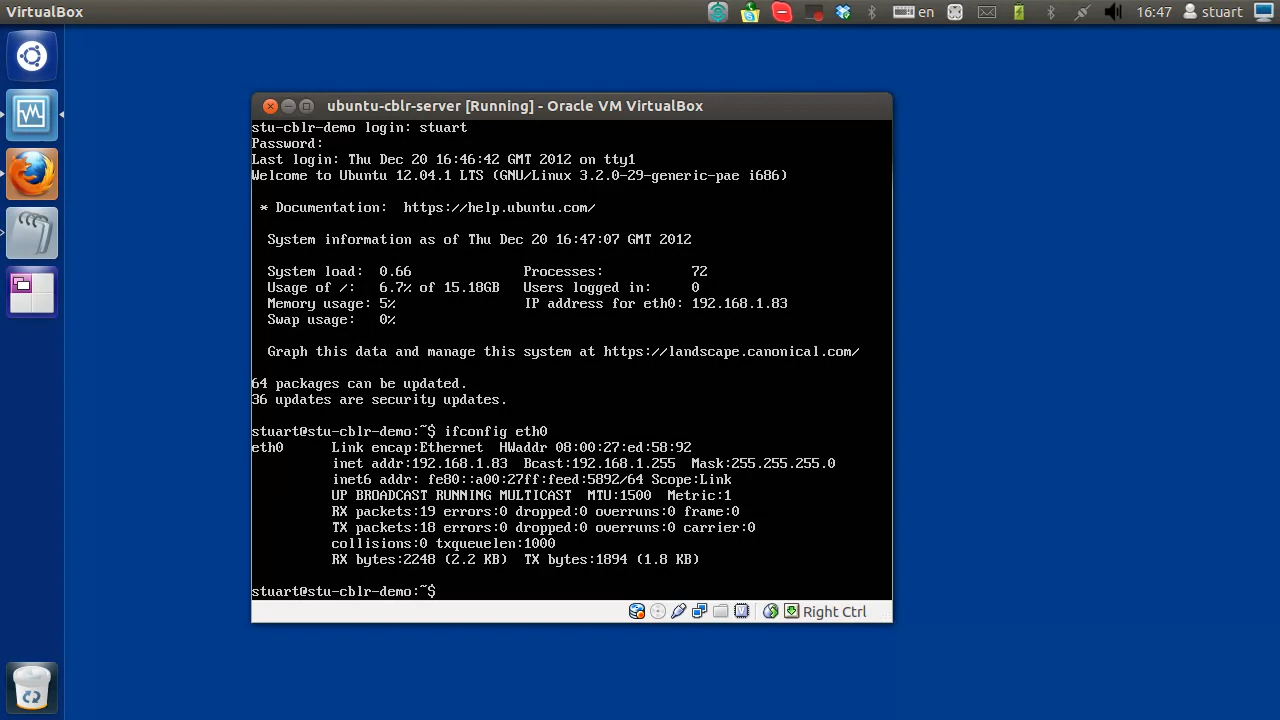 VirtualBox
en
16:47
stuart
ubuntu-cblr-server [Running] - Oracle VM VirtualBox
stu-cblr-demo login: stuart
Password:
Last login: Thu Dec 20 16:46:42 GMT 2012 on tty1
Welcome to Ubuntu 12.04.1 LTS (GNU/Linux 3.2.0-29-generic-pae i686)
* Documentation: https://help.ubuntu.com/
System information as of Thu Dec 20 16:47:07 GMT 2012
System load: 0.66 Processes: 72
Usage of /: 6.7% of 15.18GB Users logged in: 0
Memory usage: 5% IP address for eth0: 192.168.1.83
Swap usage: 0%
Graph this data and manage this system at https://landscape.canonical.com/
64 packages can be updated.
36 updates are security updates.
stuart@stu-cblr-demo:~$ ifconfig eth0
eth0 Link encap:Ethernet HWaddr 08:00:27:ed:58:92
inet addr:192.168.1.83 Bcast:192.168.1.255 Mask:255.255.255.0
inet6 addr: fe80::a00:27ff:feed:5892/64 Scope:Link
UP BROADCAST RUNNING MULTICAST MTU:1500 Metric:1
RX packets:19 errors:0 dropped:0 overruns:0 frame:0
TX packets:18 errors:0 dropped:0 overruns:0 carrier:0
collisions:0 txqueuelen:1000
RX bytes:2248 (2.2 KB) TX bytes:1894 (1.8 KB)
stuart@stu-cblr-demo:~$
Right Ctrl